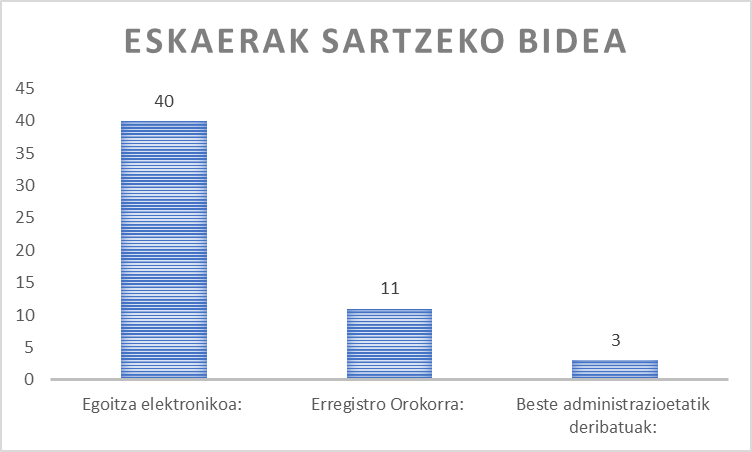 ESKAERAK SARTZEKO BIDEA
45
40
35
30
25
20
15
10
5
0
40
11
3
Egoitza elektronikoa:
Erregistro Orokorra:
Beste administrazioetatik
deribatuak: